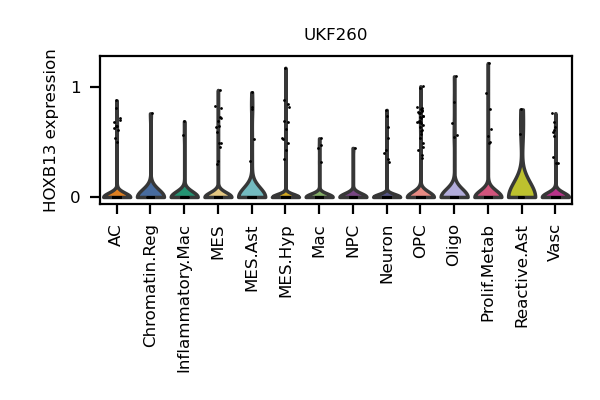 UKF260
HOXB13 expression
1
0
AC
Chromatin.Reg
Inflammatory.Mac
MES
MES.Ast
MES.Hyp
Mac
NPC
Neuron
OPC
Oligo
Prolif.Metab
Reactive.Ast
Vasc